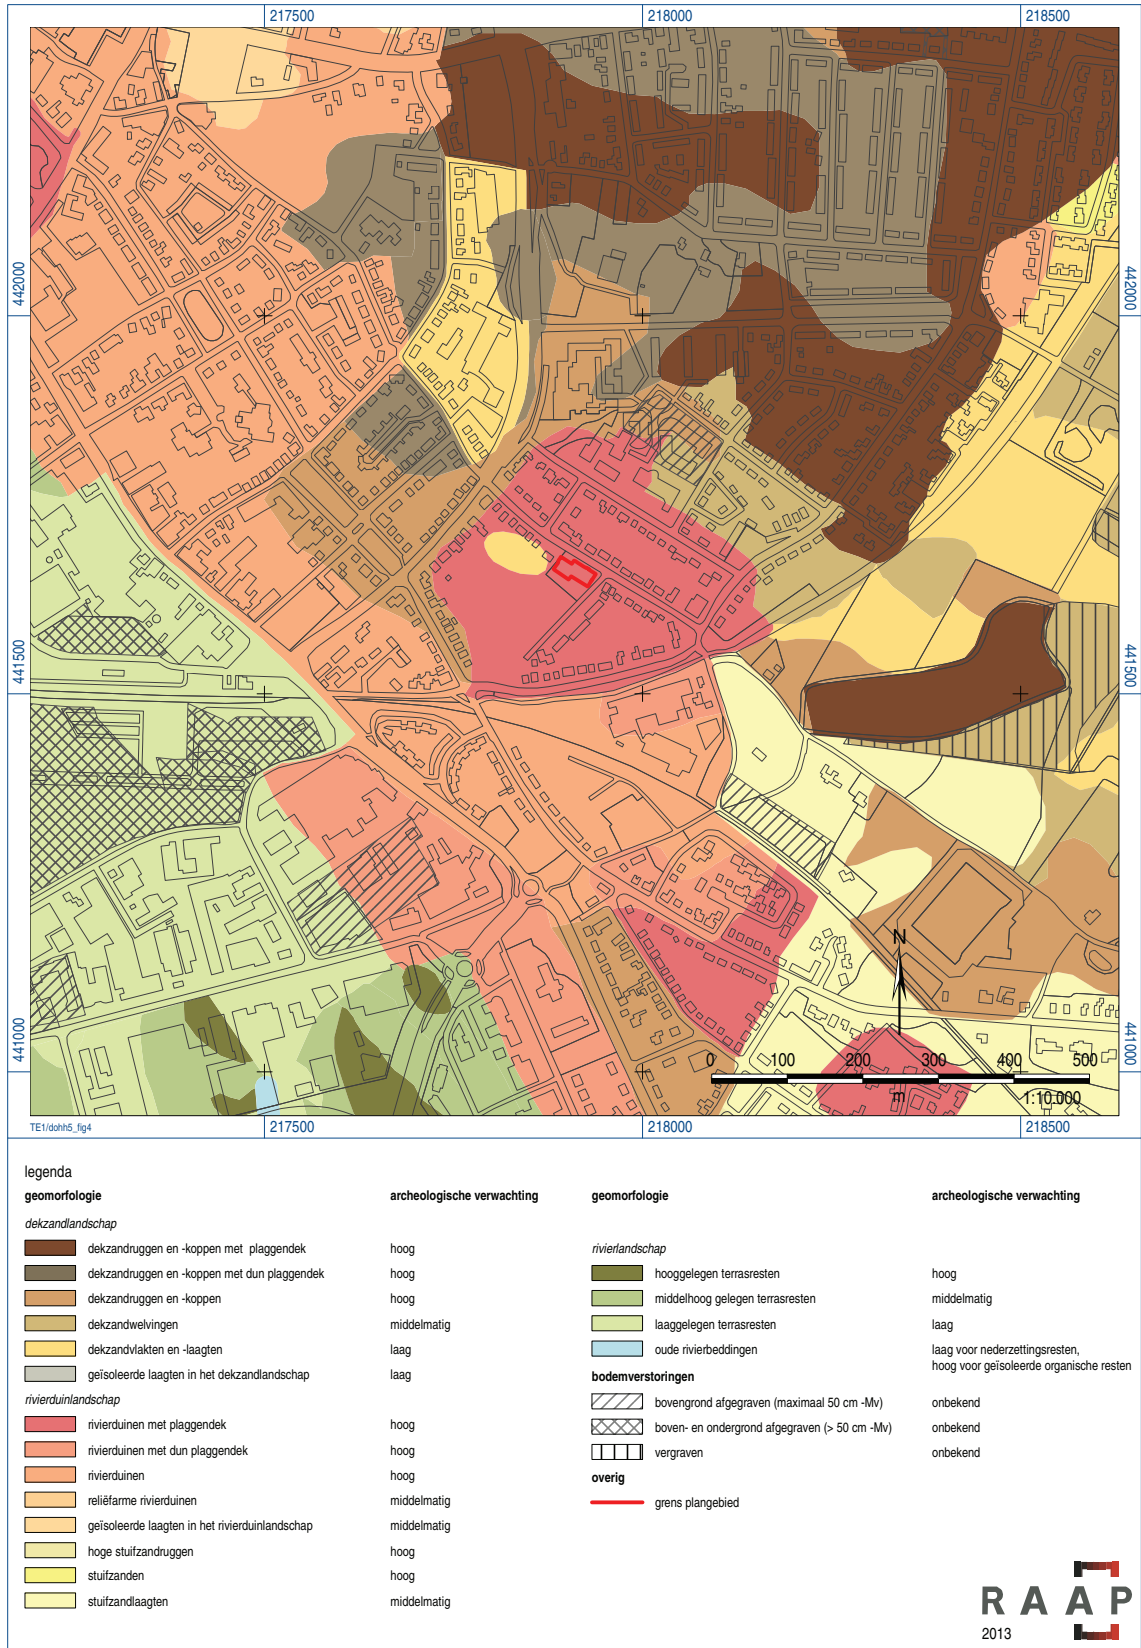 217500 218000 218500
442000 442000
441500 441500
441000 441000
N
0 100 200 300 400 500
m 1:10.000
TE1/dohh5_fig4
217500 218000 218500
legenda
geomorfologie archeologische verwachting
dekzandlandschap
dekzandruggen en -koppen met plaggendek hoog
dekzandruggen en -koppen met dun plaggendek hoog
dekzandruggen en -koppen hoog
dekzandwelvingen middelmatig
dekzandvlakten en -laagten laag
geïsoleerde laagten in het dekzandlandschap laag
rivierduinlandschap
rivierduinen met plaggendek hoog
rivierduinen met dun plaggendek hoog
rivierduinen hoog
reliëfarme rivierduinen middelmatig
geïsoleerde laagten in het rivierduinlandschap middelmatig
hoge stuifzandruggen hoog
stuifzanden hoog
stuifzandlaagten middelmatig
geomorfologie archeologische verwachting
rivierlandschap
hooggelegen terrasresten hoog
middelhoog gelegen terrasresten middelmatig
laaggelegen terrasresten laag
oude rivierbeddingen laag voor nederzettingsresten,
hoog voor geïsoleerde organische resten
bodemverstoringen
bovengrond afgegraven (maximaal 50 cm -Mv) onbekend
boven- en ondergrond afgegraven (> 50 cm -Mv) onbekend
vergraven onbekend
overig
grens plangebied
RAAP
2013